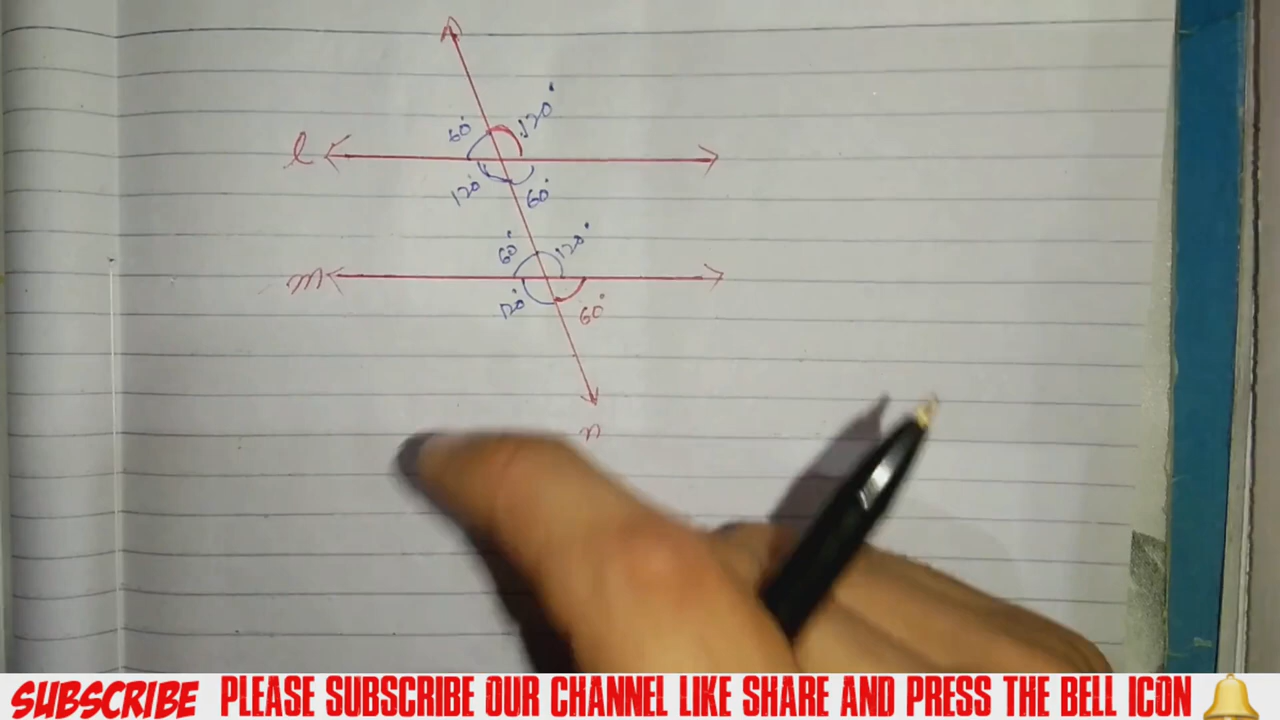 60° 120°
l
120° 60°
60° 120°
m
120° 60°
n
SUBSCRIBE PLEASE SUBSCRIBE OUR CHANNEL LIKE SHARE AND PRESS THE BELL ICON